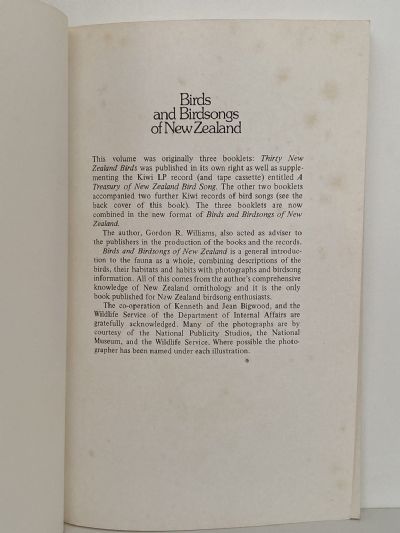 Birds
and Birdsongs
of New Zealand
This volume was originally three booklets: Thirty New
Zealand Birds was published in its own right as well as supple-
menting the Kiwi LP record (and tape cassette) entitled A
Treasury of New Zealand Bird Song. The other two booklets
accompanied two further Kiwi records of bird songs (see the
back cover of this book). The three booklets are now
combined in the new format of Birds and Birdsongs of New
Zealand.
The author, Gordon R. Williams, also acted as adviser to
the publishers in the production of the books and the records.
Birds and Birdsongs of New Zealand is a general introduc-
tion to the fauna as a whole, combining descriptions of the
birds, their habitats and habits with photographs and birdsong
information. All of this comes from the author's comprehensive
knowledge of New Zealand ornithology and it is the only
book published for New Zealand birdsong enthusiasts.
The co-operation of Kenneth and Jean Bigwood, and the
Wildlife Service of the Department of Internal Affairs are
gratefully acknowledged. Many of the photographs are by
courtesy of the National Publicity Studios, the National
Museum, and the Wildlife Service. Where possible the photo-
grapher has been named under each illustration.